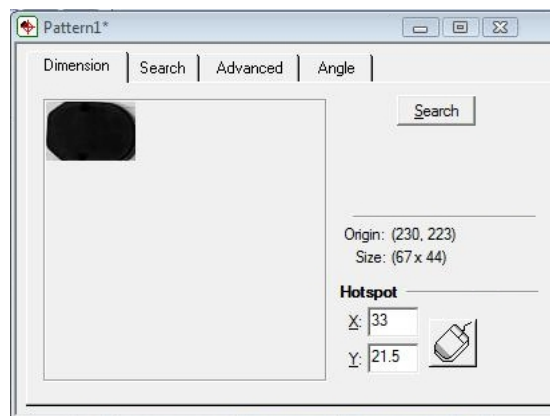 Pattern1*
Dimension Search Advanced Angle
Search
Origin: (230, 223)
Size: (67 x 44)
Hotspot
X: 33
Y: 21.5